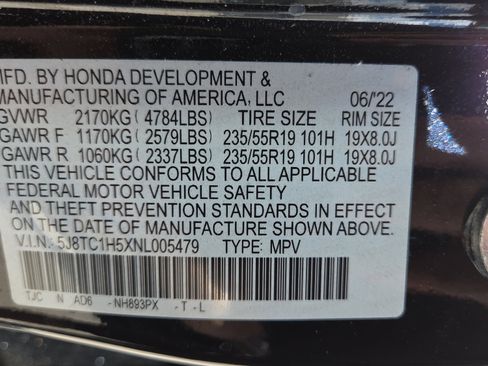 MFD. BY HONDA DEVELOPMENT &
MANUFACTURING OF AMERICA, LLC 06/'22
GVWR 2170KG ( 4784LBS) TIRE SIZE RIM SIZE
GAWR F 1170KG ( 2579LBS) 235/55R19 101H 19X8.0J
GAWR R 1060KG ( 2337LBS) 235/55R19 101H 19X8.0J
THIS VEHICLE CONFORMS TO ALL APPLICABLE
FEDERAL MOTOR VEHICLE SAFETY
AND THEFT PREVENTION STANDARDS IN EFFECT
ON THE DATE OF MANUFACTURE SHOWN ABOVE.
V.I.N.: 5J8TC1H5XNL005479 TYPE: MPV
TJC N AD6 -NH893PX -T -L